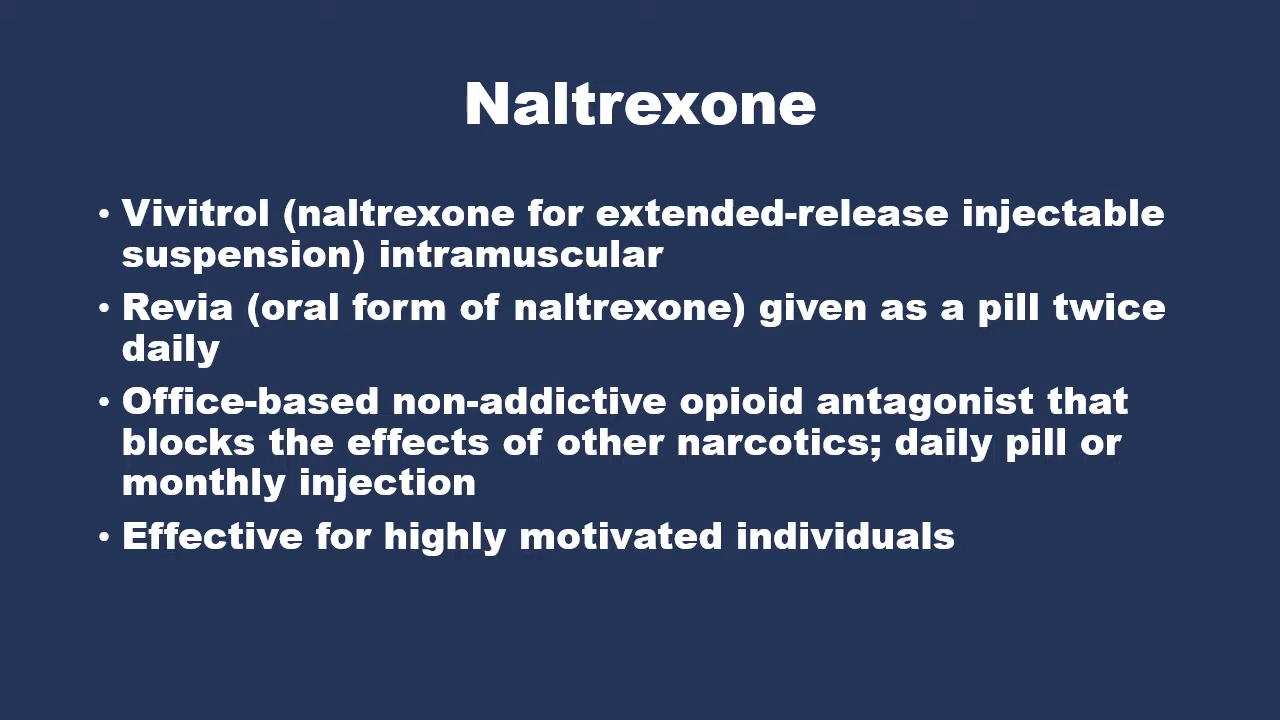 Naltrexone
• Vivitrol (naltrexone for extended-release injectable
suspension) intramuscular
• Revia (oral form of naltrexone) given as a pill twice
daily
• Office-based non-addictive opioid antagonist that
blocks the effects of other narcotics; daily pill or
monthly injection
• Effective for highly motivated individuals